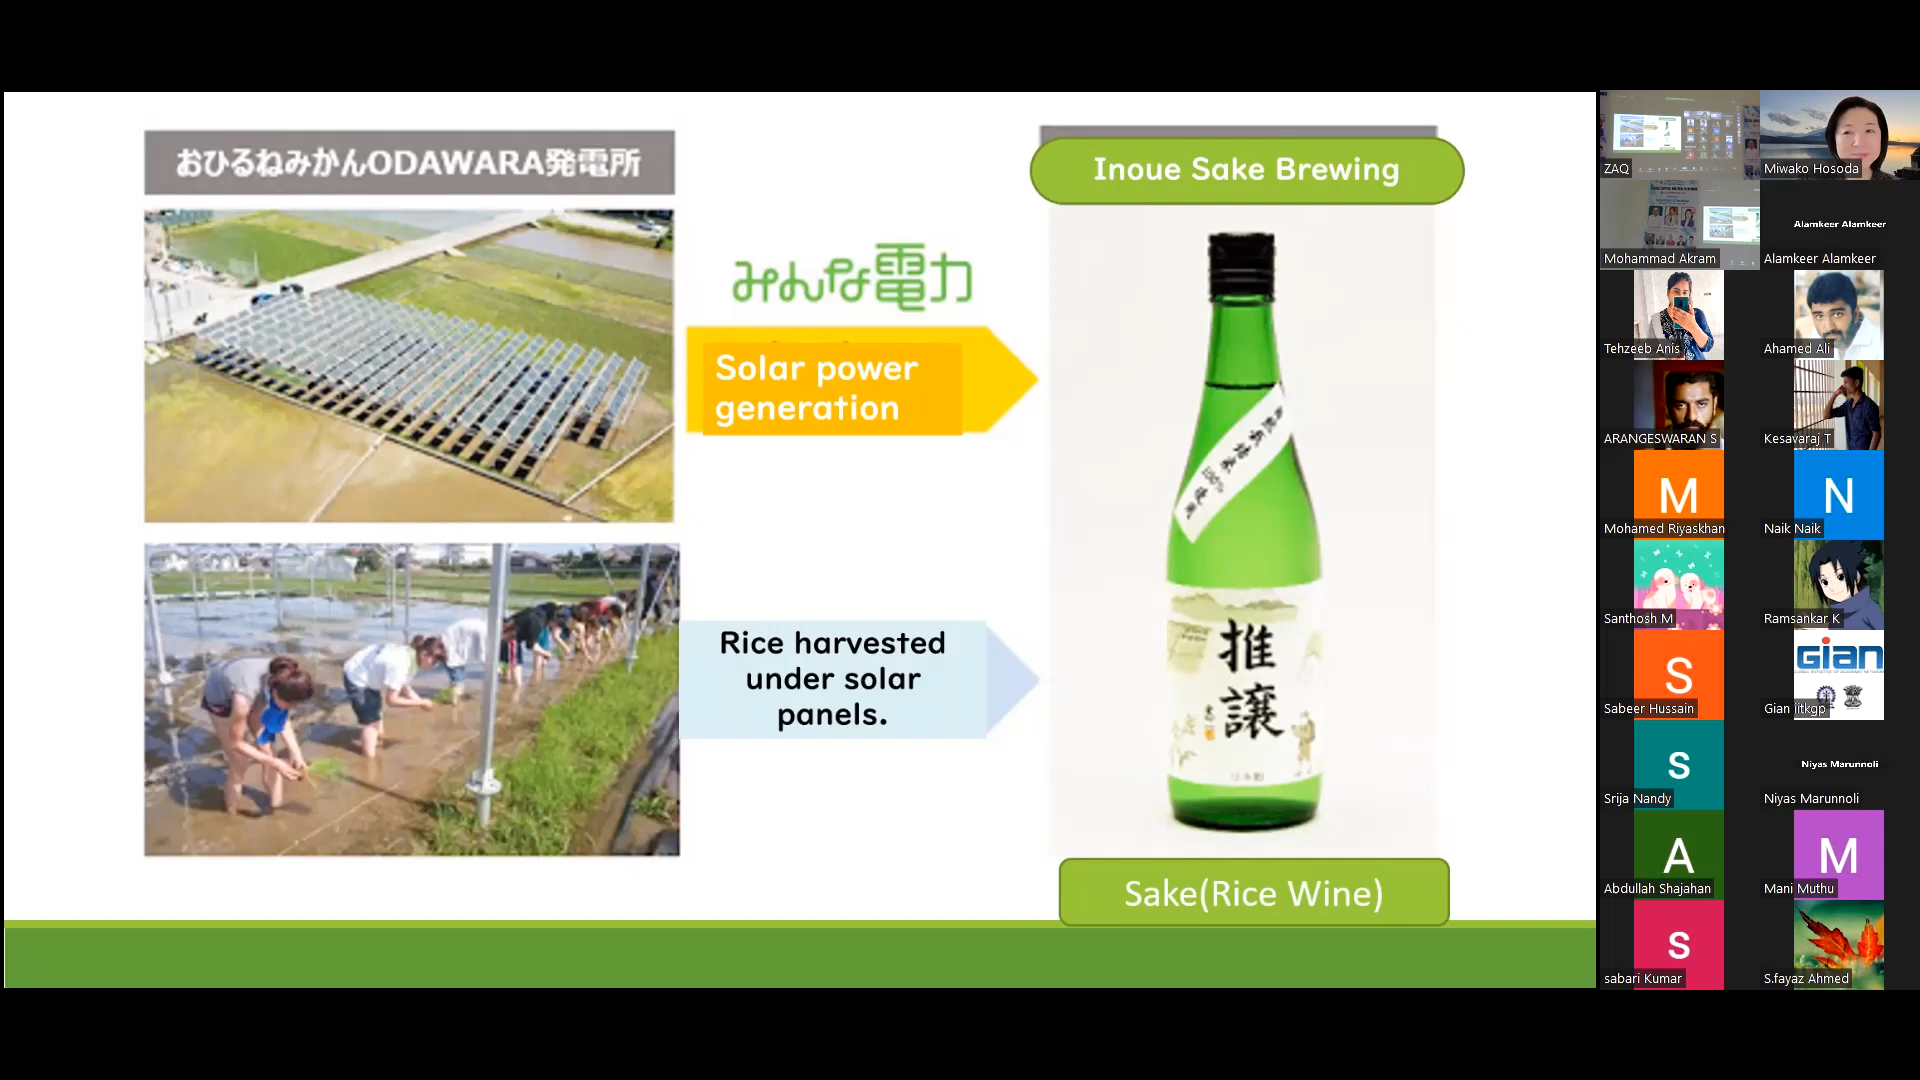 おひるねみかんODAWARA発電所
みんな電力
Solar power
generation
Rice harvested
under solar
panels.
Inoue Sake Brewing
100%
推
譲
Sake(Rice Wine)
ZAQ
Miwako Hosoda
Mohammad Akram
Alamkeer Alamkeer
Alamkeer Alamkeer
Tehzeeb Anis
Ahamed Ali
ARANGESWARAN S
Kesavaraj T
M
Mohamed Riyaskhan
N
Naik Naik
Santhosh M
Ramsankar K
S
Sabeer Hussain
Gian
Gian iitkgp
s
Srija Nandy
Niyas Marunnoli
Niyas Marunnoli
A
Abdullah Shajahan
M
Mani Muthu
s
sabari Kumar
S.fayaz Ahmed